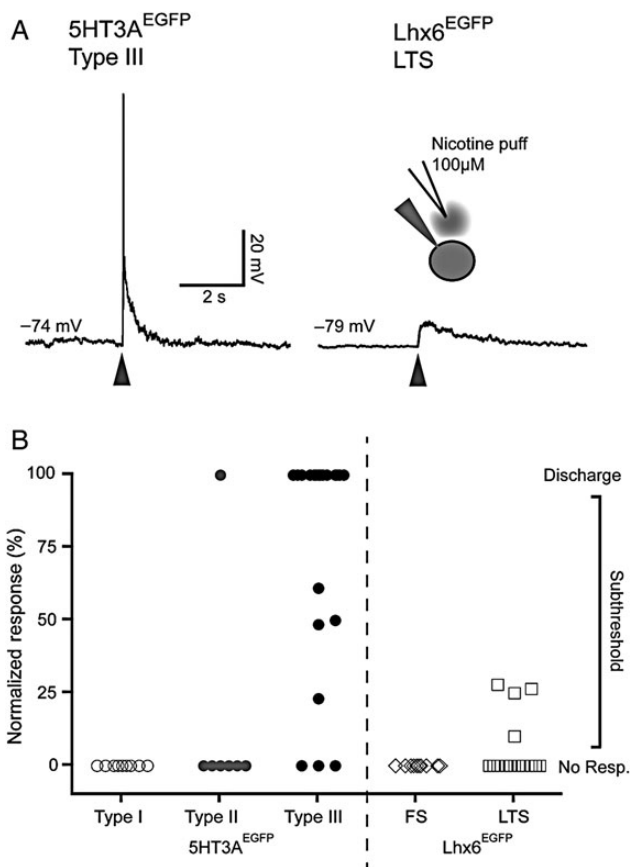 A
5HT3A^EGFP
Type III
Lhx6^EGFP
LTS
Nicotine puff
100µM
20 mV
2 s
–74 mV
–79 mV
B
Normalized response (%)
100
75
50
25
0
Discharge
Subthreshold
No Resp.
Type I Type II Type III FS LTS
5HT3A^EGFP Lhx6^EGFP